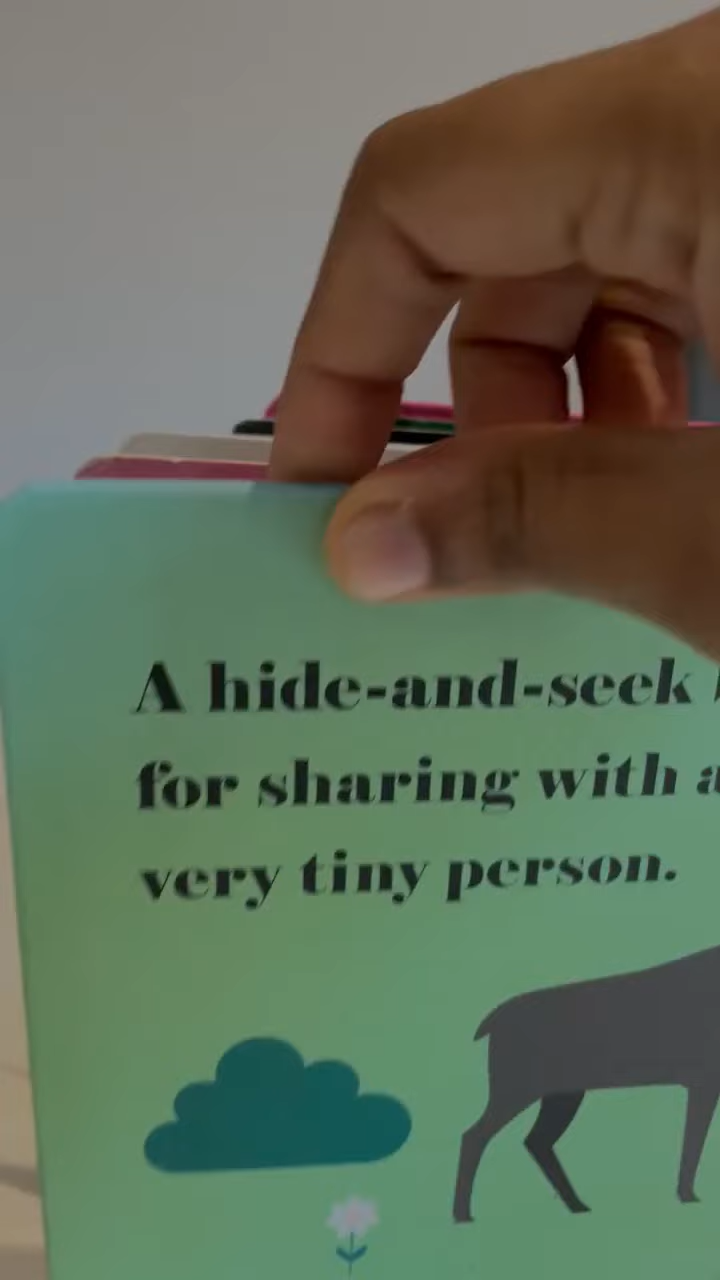 A hide-and-seek
for sharing with a
very tiny person.